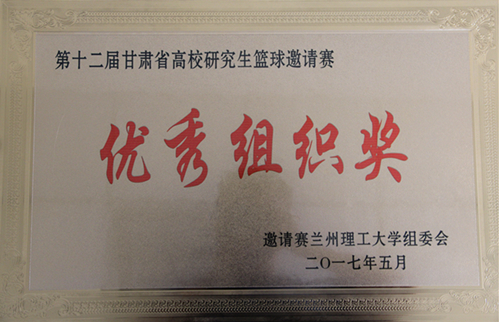 第十二届甘肃省高校研究生篮球邀请赛
优秀组织奖
邀请赛兰州理工大学组委会
二〇一七年五月